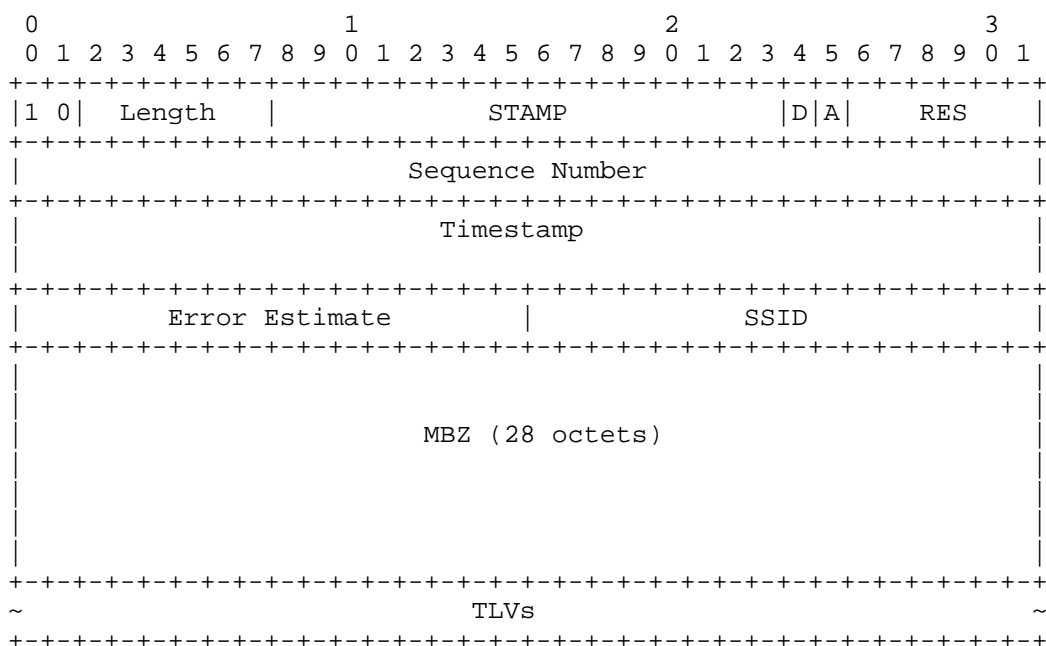 0                   1                   2                   3
 0 1 2 3 4 5 6 7 8 9 0 1 2 3 4 5 6 7 8 9 0 1 2 3 4 5 6 7 8 9 0 1
+-+-+-+-+-+-+-+-+-+-+-+-+-+-+-+-+-+-+-+-+-+-+-+-+-+-+-+-+-+-+-+-+
|1 0|  Length   |             STAMP             |D|A|    RES    |
+-+-+-+-+-+-+-+-+-+-+-+-+-+-+-+-+-+-+-+-+-+-+-+-+-+-+-+-+-+-+-+-+
|                        Sequence Number                        |
+-+-+-+-+-+-+-+-+-+-+-+-+-+-+-+-+-+-+-+-+-+-+-+-+-+-+-+-+-+-+-+-+
|                          Timestamp                            |
|                                                               |
+-+-+-+-+-+-+-+-+-+-+-+-+-+-+-+-+-+-+-+-+-+-+-+-+-+-+-+-+-+-+-+-+
|         Error Estimate        |             SSID              |
+-+-+-+-+-+-+-+-+-+-+-+-+-+-+-+-+-+-+-+-+-+-+-+-+-+-+-+-+-+-+-+-+
|                                                               |
|                                                               |
|                         MBZ (28 octets)                       |
|                                                               |
|                                                               |
|                                                               |
|                                                               |
+-+-+-+-+-+-+-+-+-+-+-+-+-+-+-+-+-+-+-+-+-+-+-+-+-+-+-+-+-+-+-+-+
~                            TLVs                               ~
+-+-+-+-+-+-+-+-+-+-+-+-+-+-+-+-+-+-+-+-+-+-+-+-+-+-+-+-+-+-+-+-+